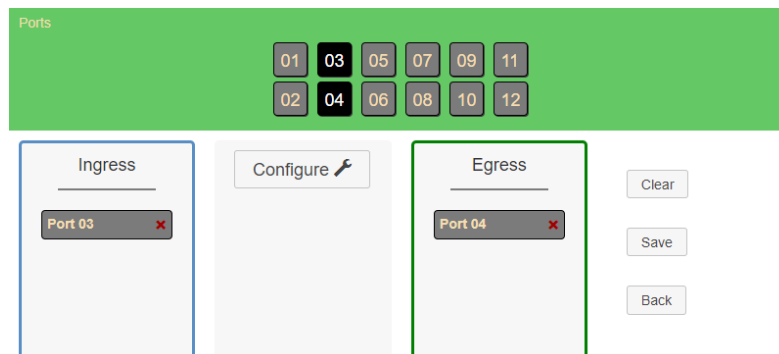 Ports
01 03 05 07 09 11
02 04 06 08 10 12
Ingress
Configure
Egress
Port 03
Port 04
Clear
Save
Back